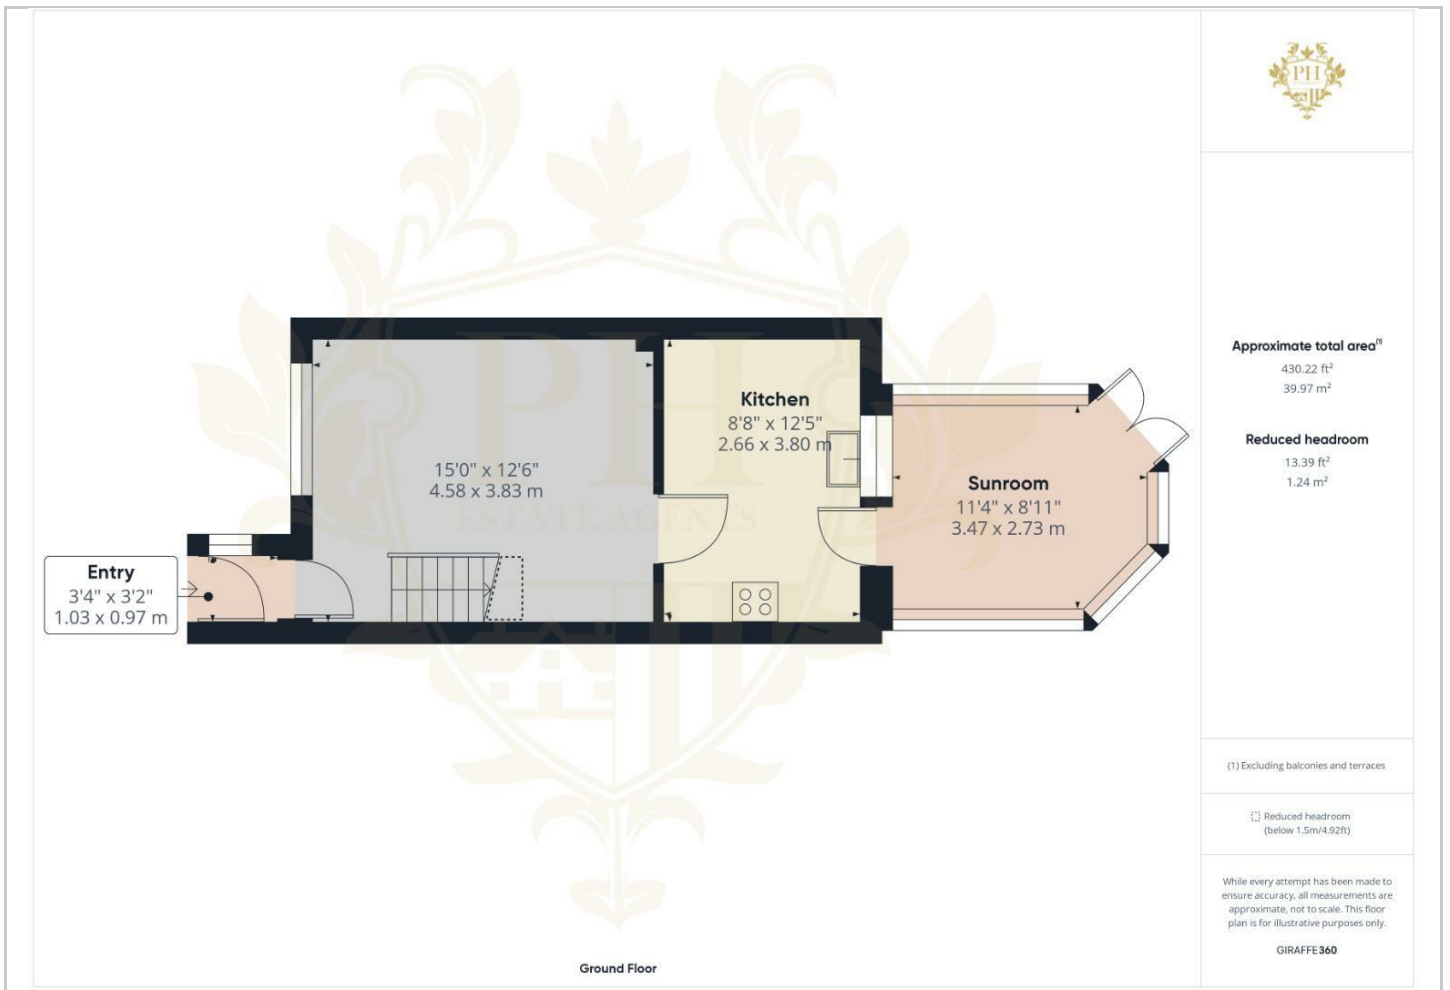 PH
Approximate total area(1)
430.22 ft²
39.97 m²
Reduced headroom
13.39 ft²
1.24 m²
(1) Excluding balconies and terraces
Reduced headroom
(below 1.5m/4.92ft)
While every attempt has been made to
ensure accuracy, all measurements are
approximate, not to scale. This floor
plan is for illustrative purposes only.
GIRAFFE360
PH
ESTATE AGENTS
Entry
3'4" x 3'2"
1.03 x 0.97 m
15'0" x 12'6"
4.58 x 3.83 m
Kitchen
8'8" x 12'5"
2.66 x 3.80 m
Sunroom
11'4" x 8'11"
3.47 x 2.73 m
Ground Floor